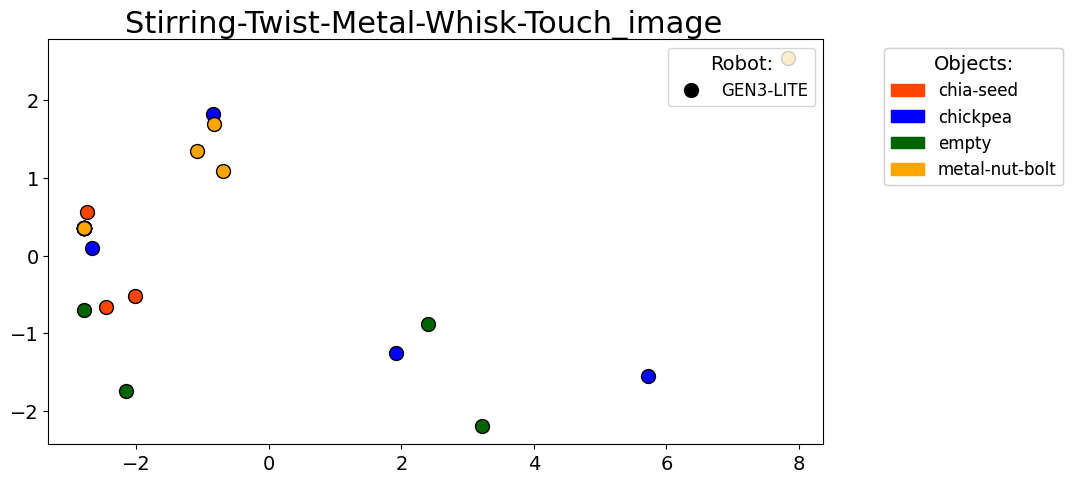 Stirring-Twist-Metal-Whisk-Touch_image
Robot:
GEN3-LITE
Objects:
chia-seed
chickpea
empty
metal-nut-bolt
2
1
0
−1
−2
−2
0
2
4
6
8